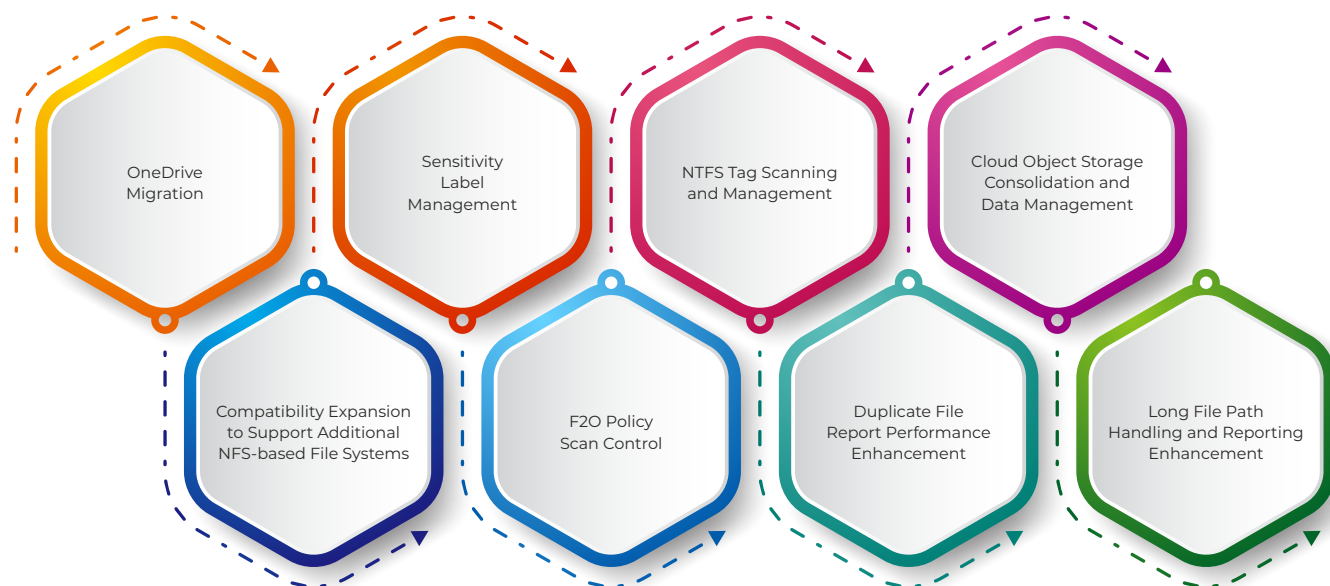 OneDrive
Migration
Sensitivity
Label
Management
NTFS Tag Scanning
and Management
Cloud Object Storage
Consolidation and
Data Management
Compatibility Expansion
to Support Additional
NFS-based File Systems
F2O Policy
Scan Control
Duplicate File
Report Performance
Enhancement
Long File Path
Handling and Reporting
Enhancement